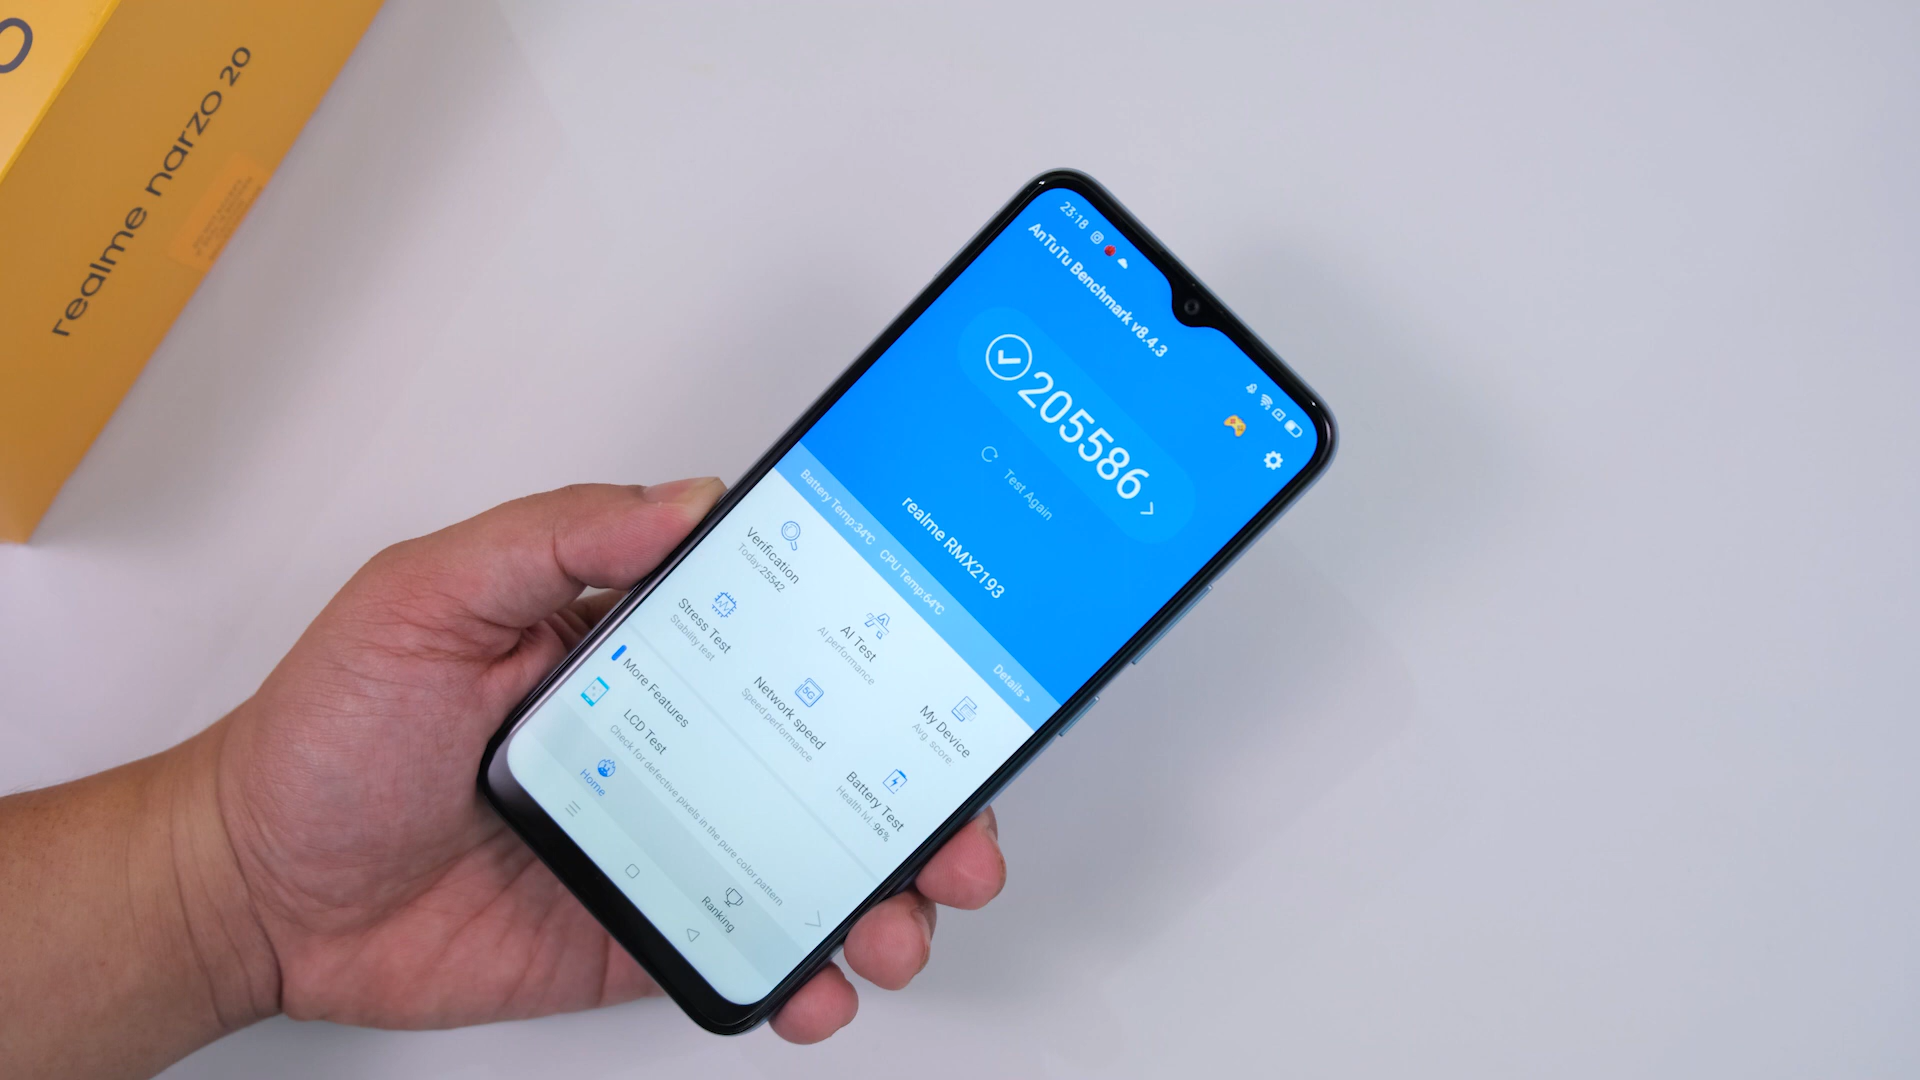 realme narzo 20
23:18
AnTuTu Benchmark v8.4.3
205586
Test Again
realme RMX2193
Battery Temp:34℃ CPU Temp:64℃
Details >
Verification
Today:25542
AI Test
AI performance
My Device
Avg. score:
Stress Test
Stability test
Network speed
Speed performance
5G
Battery Test
Health lvl.:96%
More Features
LCD Test
Check for defective pixels in the pure color pattern
Home
Ranking